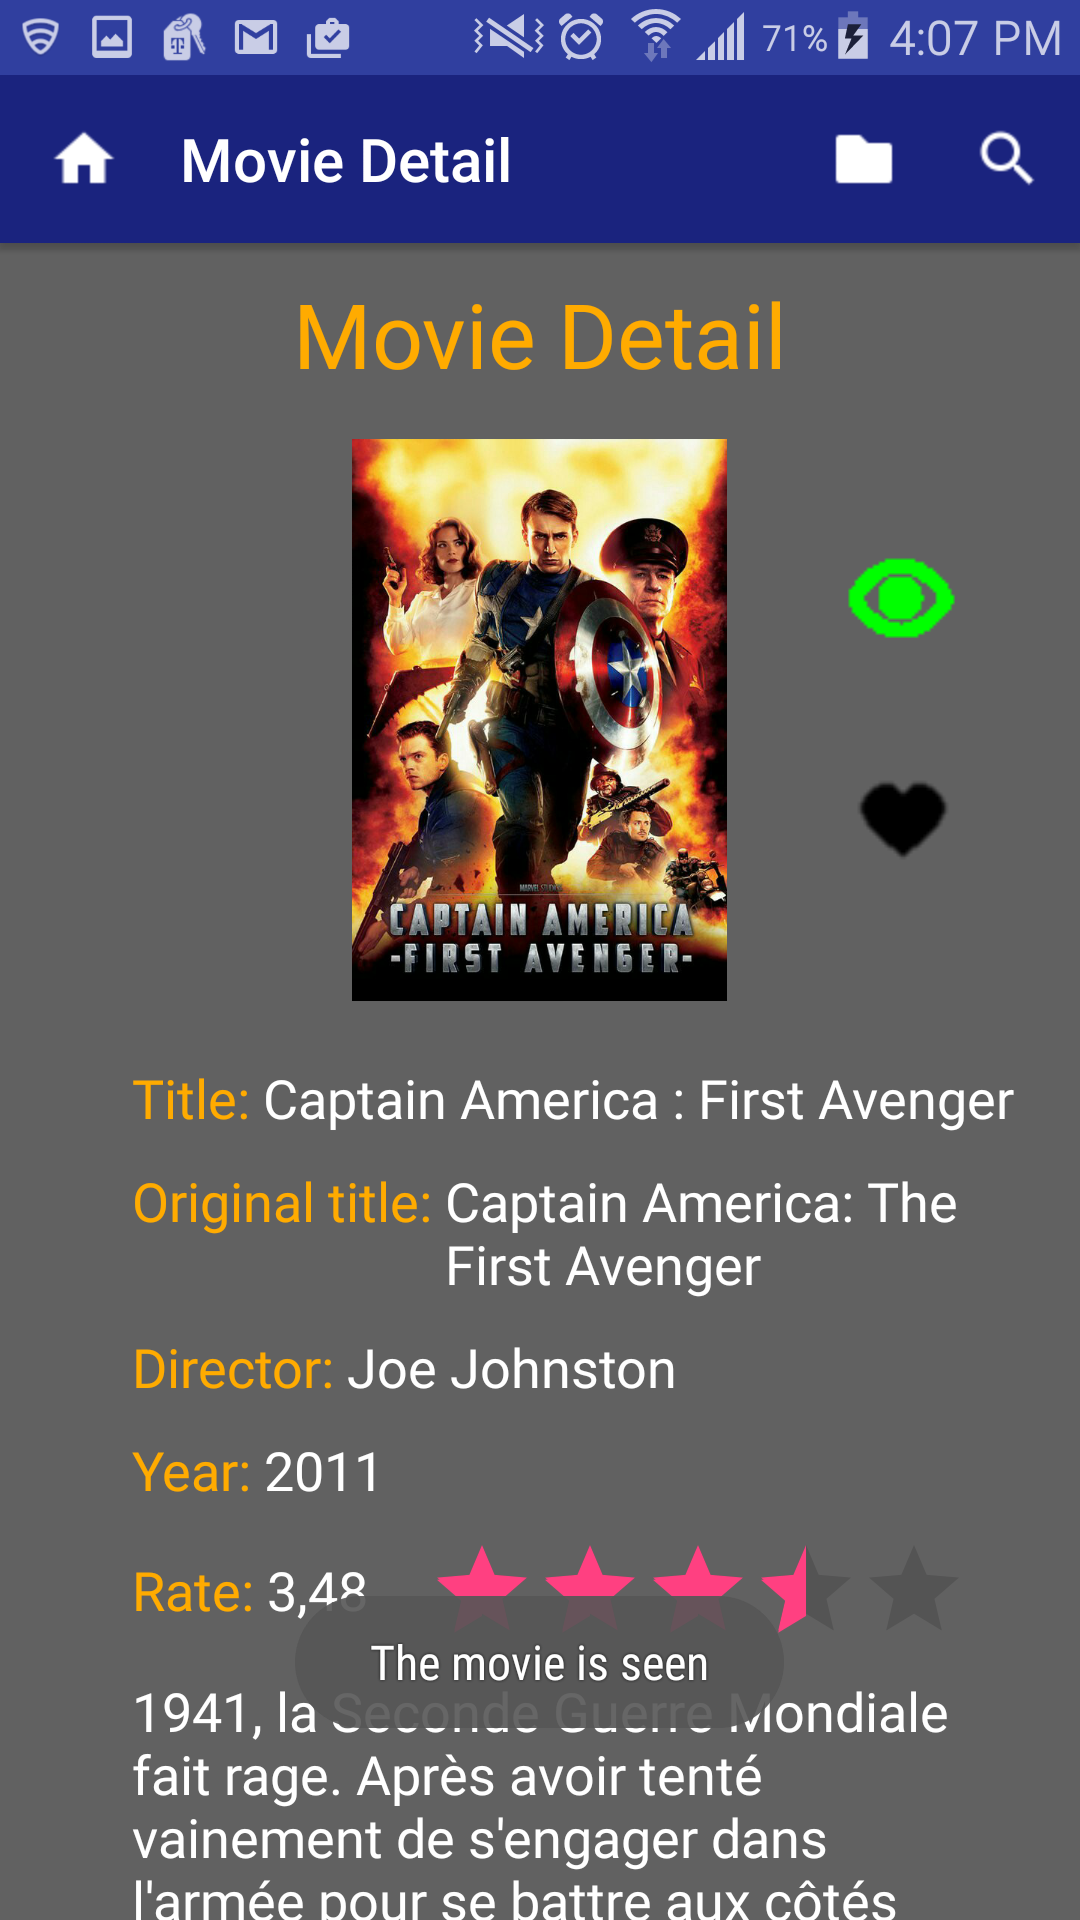 71% 4:07 PM
Movie Detail
Movie Detail
MARVEL STUDIOS
CAPTAIN AMERICA
-FIRST AVENGER-
Title: Captain America : First Avenger
Original title: Captain America: The
First Avenger
Director: Joe Johnston
Year: 2011
Rate: 3,48
The movie is seen
1941, la Seconde Guerre Mondiale
fait rage. Après avoir tenté
vainement de s'engager dans
l'armée pour se battre aux côtés